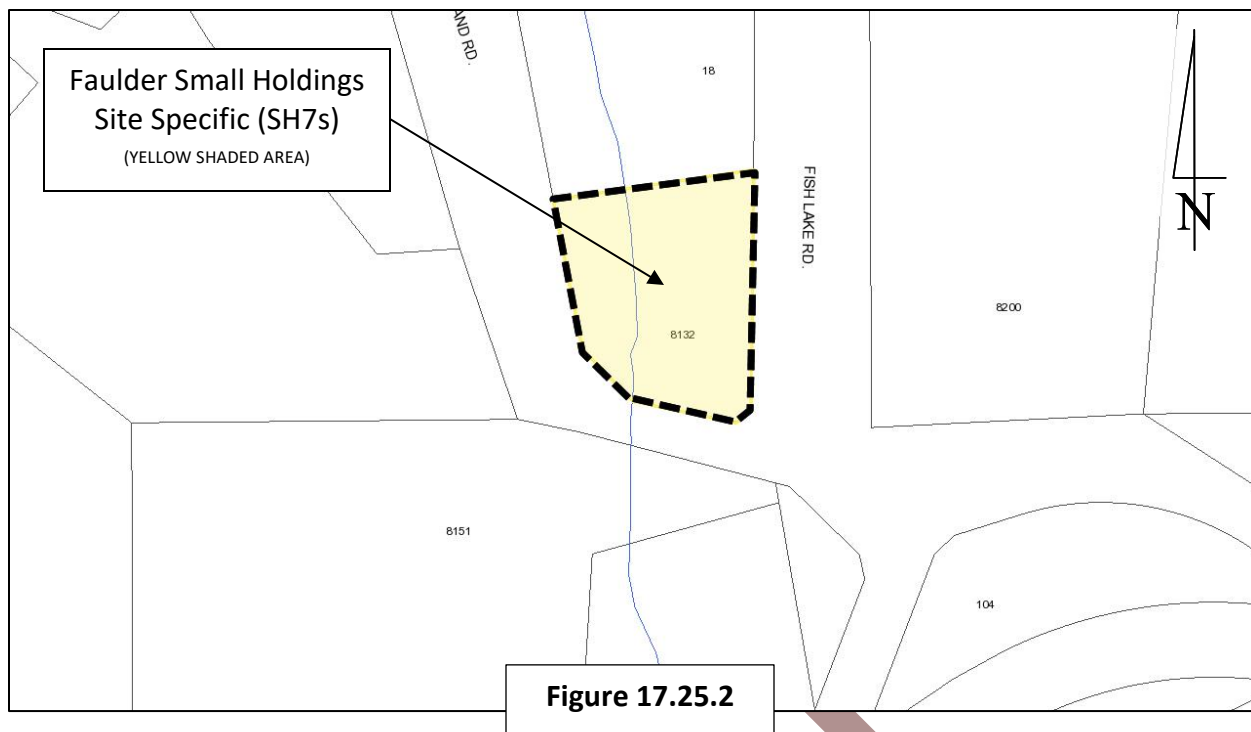 AND RD.
18
Faulder Small Holdings
Site Specific (SH7s)
(YELLOW SHADED AREA)
FISH LAKE RD.
N
8132
8200
8151
104
Figure 17.25.2